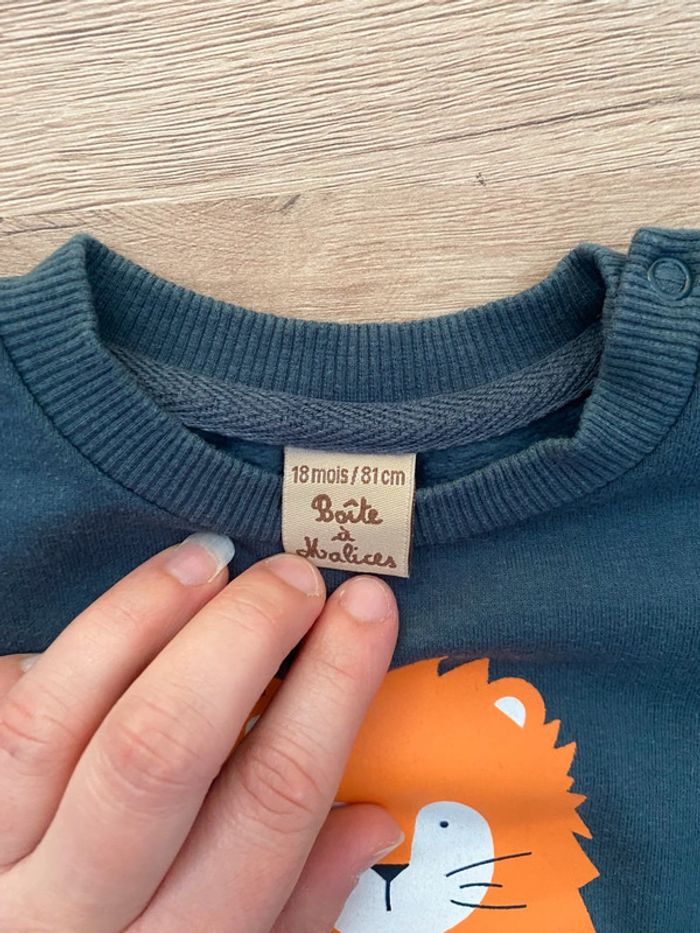 18 mois / 81 cm
Boîte
à
Malices